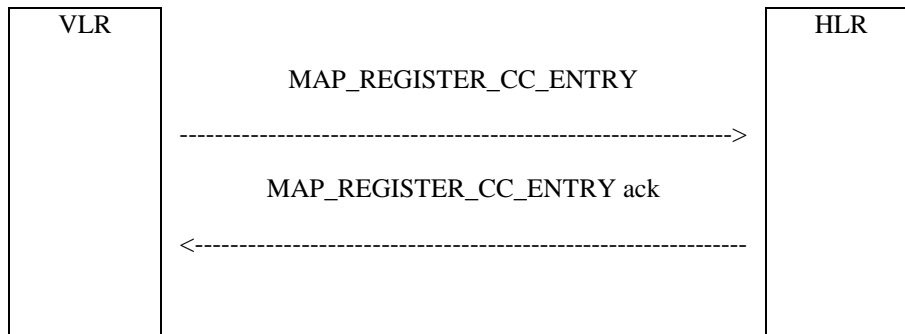 VLR HLR
MAP_REGISTER_CC_ENTRY
--------------------------------------------------------------->
MAP_REGISTER_CC_ENTRY ack
<---------------------------------------------------------------